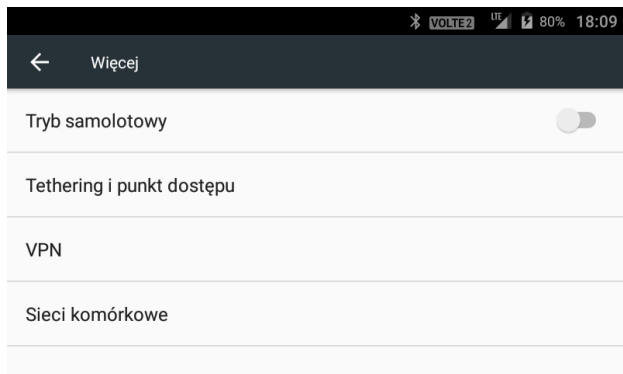 VOLTE2 LTE 80% 18:09
Więcej
Tryb samolotowy
Tethering i punkt dostępu
VPN
Sieci komórkowe